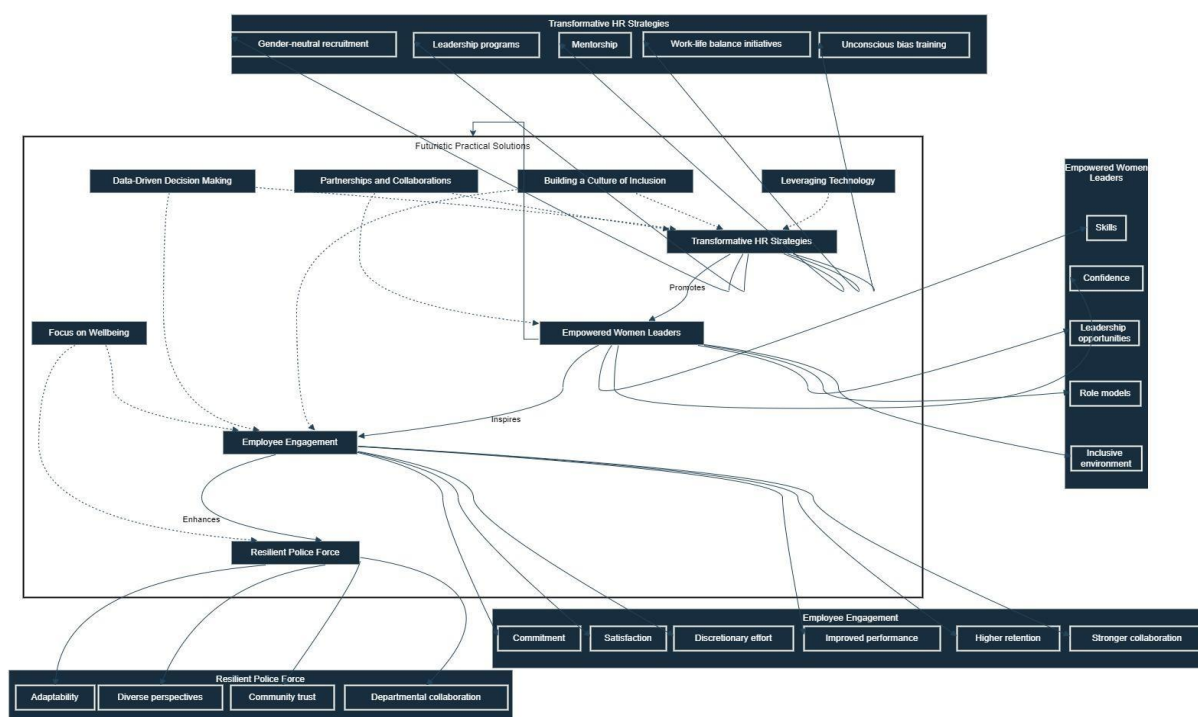 Transformative HR Strategies
Gender-neutral recruitment
Leadership programs
Mentorship
Work-life balance initiatives
Unconscious bias training
Futuristic Practical Solutions
Data-Driven Decision Making
Partnerships and Collaborations
Building a Culture of Inclusion
Leveraging Technology
Transformative HR Strategies
Promotes
Focus on Wellbeing
Empowered Women Leaders
Inspires
Employee Engagement
Enhances
Resilient Police Force
Empowered Women
Leaders
Skills
Confidence
Leadership
opportunities
Role models
Inclusive
environment
Employee Engagement
Commitment
Satisfaction
Discretionary effort
Improved performance
Higher retention
Stronger collaboration
Resilient Police Force
Adaptability
Diverse perspectives
Community trust
Departmental collaboration